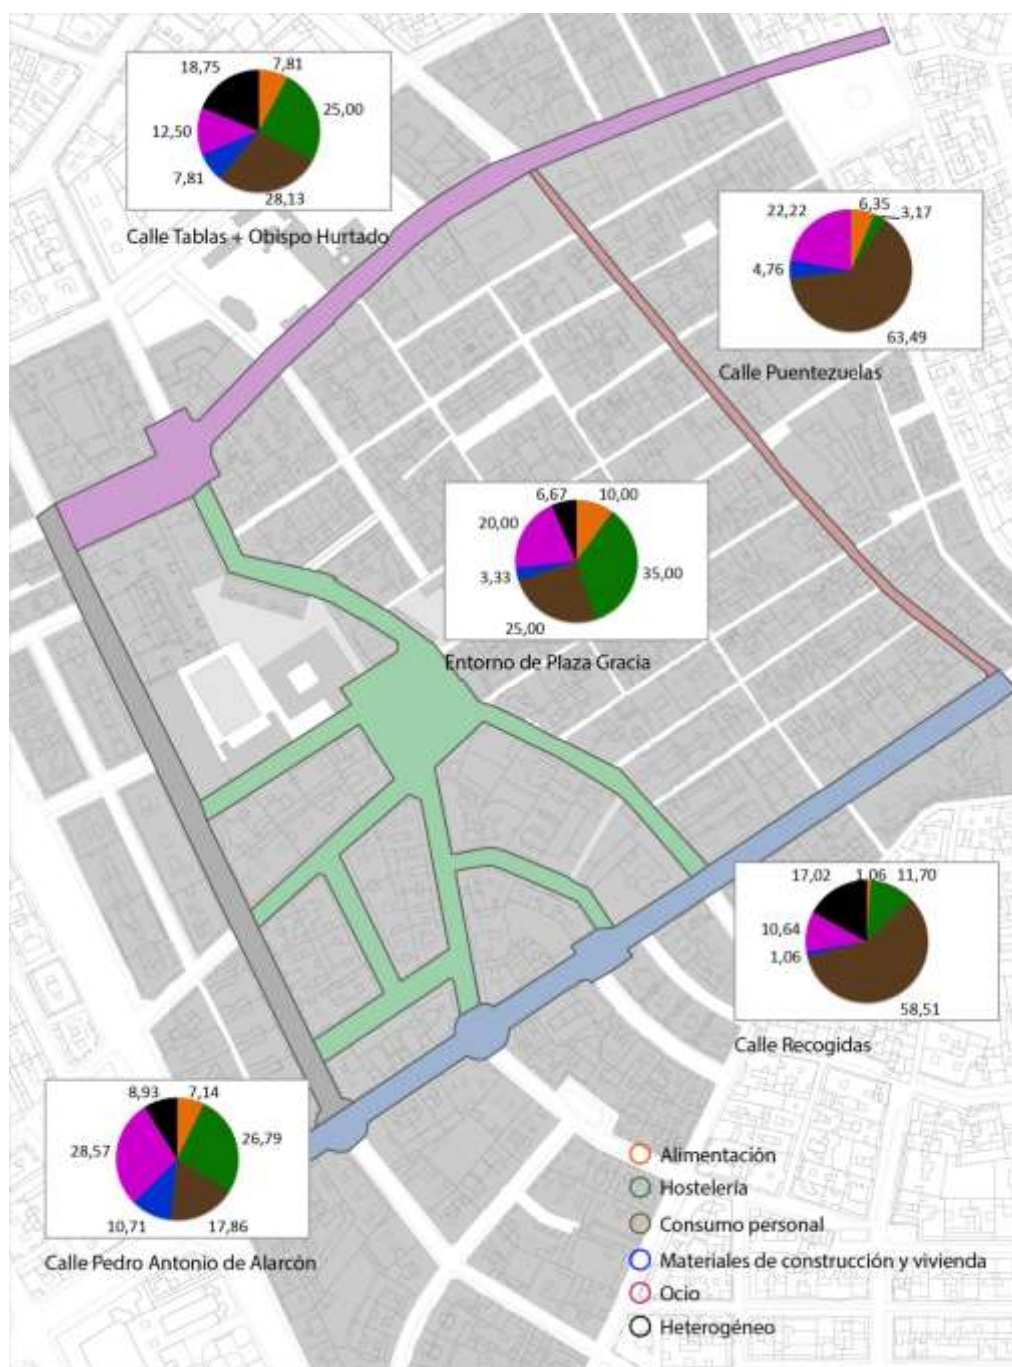 18,75
7,81
25,00
12,50
7,81
28,13
Calle Tablas + Obispo Hurtado
22,22
6,35
3,17
4,76
63,49
Calle Puentezuelas
6,67
10,00
20,00
35,00
3,33
25,00
Entorno de Plaza Gracia
17,02
1,06
11,70
10,64
1,06
58,51
Calle Recogidas
8,93
7,14
28,57
26,79
10,71
17,86
Calle Pedro Antonio de Alarcón
Alimentación
Hostelería
Consumo personal
Materiales de construcción y vivienda
Ocio
Heterogéneo